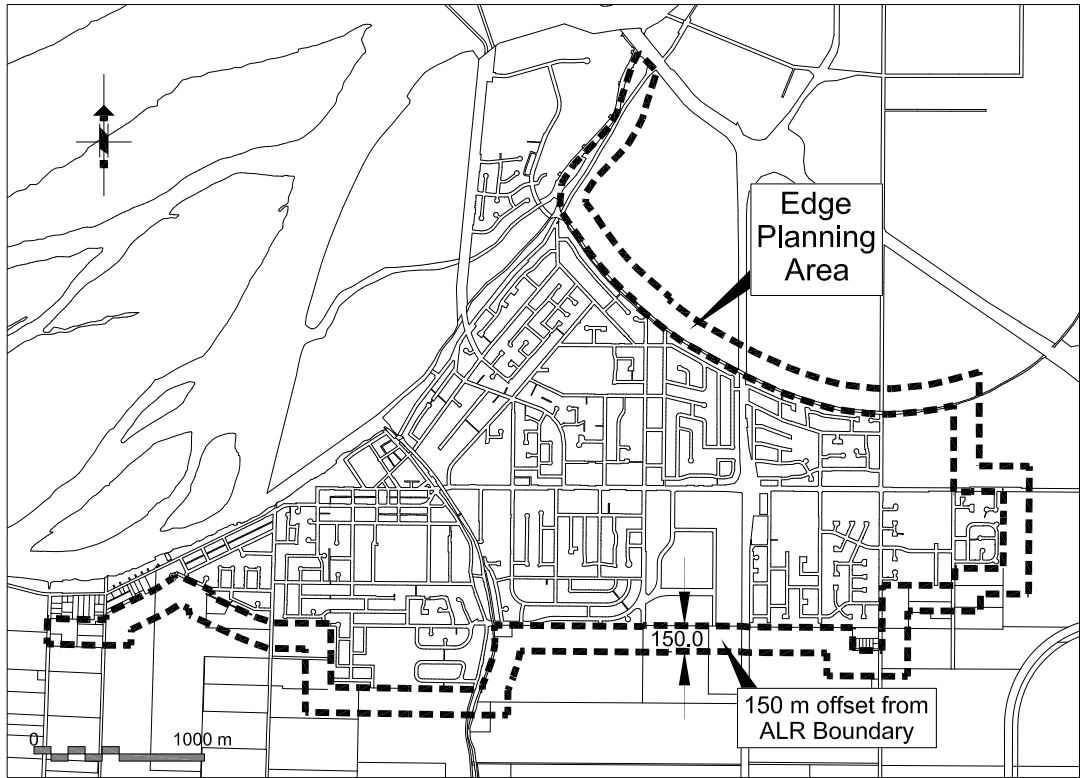 Edge
Planning
Area
150.0
150 m offset from
ALR Boundary
0
1000 m